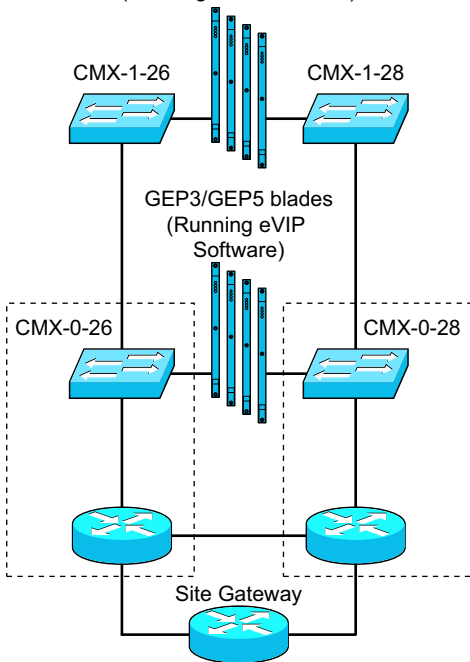 CMX-1-26
CMX-1-28
GEP3/GEP5 blades
(Running eVIP
Software)
CMX-0-26
CMX-0-28
Site Gateway